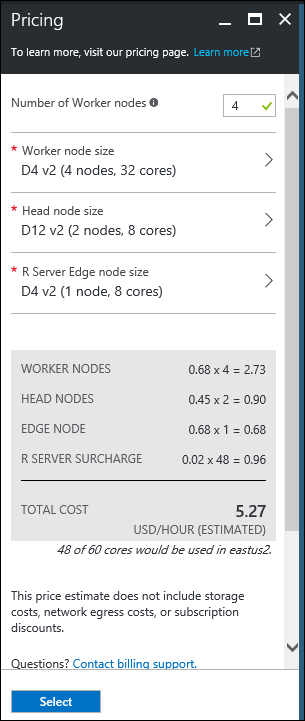 Pricing
To learn more, visit our pricing page. Learn more
Number of Worker nodes
4
* Worker node size
D4 v2 (4 nodes, 32 cores)
* Head node size
D12 v2 (2 nodes, 8 cores)
* R Server Edge node size
D4 v2 (1 node, 8 cores)
WORKER NODES 0.68 x 4 = 2.73
HEAD NODES 0.45 x 2 = 0.90
EDGE NODE 0.68 x 1 = 0.68
R SERVER SURCHARGE 0.02 x 48 = 0.96
TOTAL COST 5.27
USD/HOUR (ESTIMATED)
48 of 60 cores would be used in eastus2.
This price estimate does not include storage
costs, network egress costs, or subscription
discounts.
Questions? Contact billing support.
Select